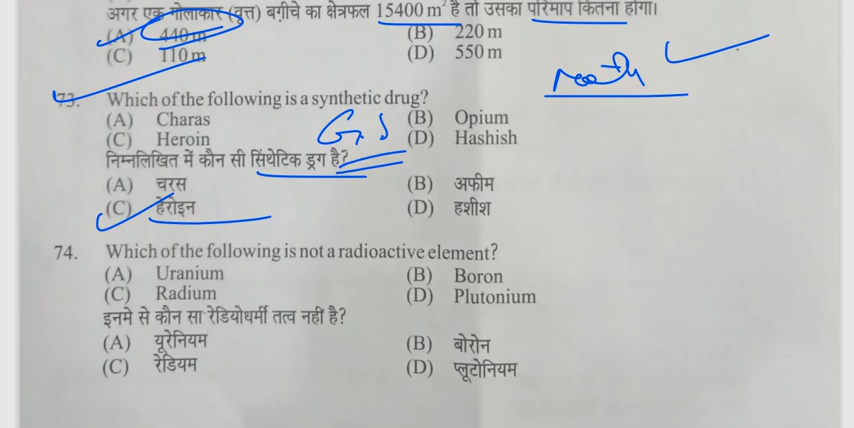 अगर एक गोलाकार (वृत्त) बग़ीचे का क्षेत्रफल 15400 m² है तो उसका परिमाप कितना होगा।
(A) 440 m (B) 220 m
(C) 110 m (D) 550 m
Math
73. Which of the following is a synthetic drug?
(A) Charas (B) Opium
(C) Heroin (D) Hashish
GS
निम्नलिखित में कौन सी सिंथेटिक ड्रग है?
(A) चरस (B) अफीम
(C) हेरोइन (D) हशीश
74. Which of the following is not a radioactive element?
(A) Uranium (B) Boron
(C) Radium (D) Plutonium
इनमे से कौन सा रेडियोधर्मी तत्व नहीं है?
(A) यूरेनियम (B) बोरोन
(C) रेडियम (D) प्लूटोनियम